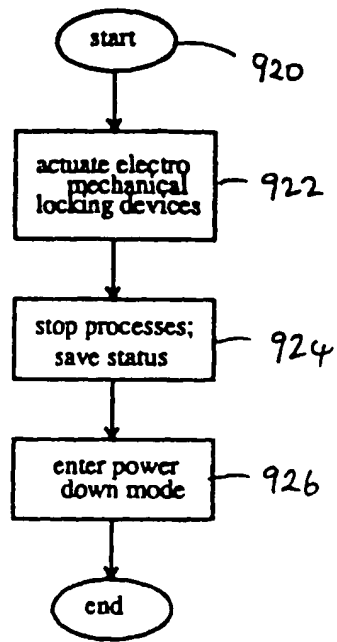 start
920
actuate electro
mechanical
locking devices
922
stop processes;
save status
924
enter power
down mode
926
end